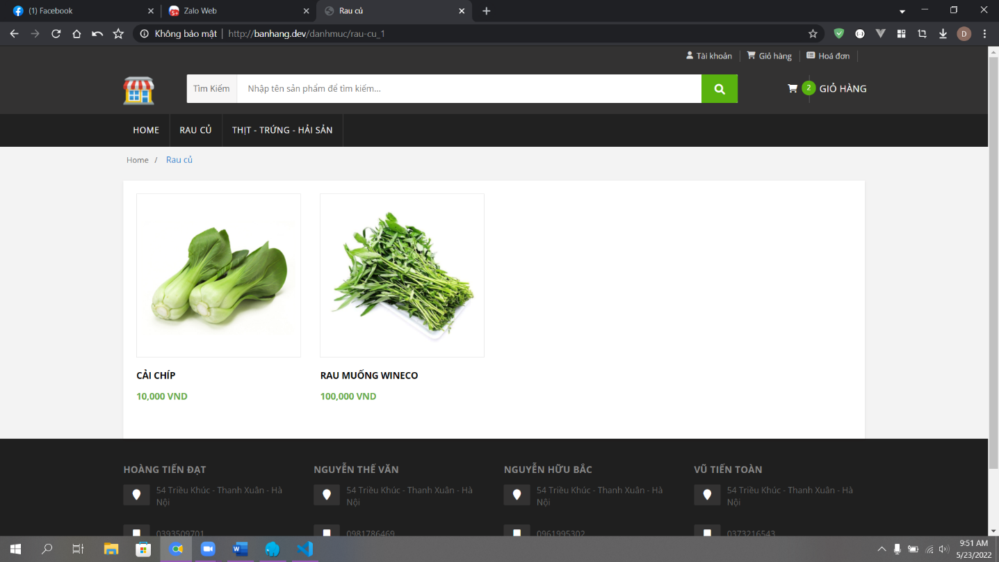 (1) Facebook
5+ Zalo Web
Rau củ
Không bảo mật | http://banhang.dev/danhmuc/rau-cu_1
D
Tài khoản
Giỏ hàng
Hoá đơn
Tìm Kiếm
Nhập tên sản phẩm để tìm kiếm...
2 GIỎ HÀNG
HOME
RAU CỦ
THỊT - TRỨNG - HẢI SẢN
Home / Rau củ
CẢI CHÍP
10,000 VND
RAU MUỐNG WINECO
100,000 VND
HOÀNG TIẾN ĐẠT
54 Triều Khúc - Thanh Xuân - Hà
Nội
0393509701
NGUYỄN THẾ VĂN
54 Triều Khúc - Thanh Xuân - Hà
Nội
0981786469
NGUYỄN HỮU BẮC
54 Triều Khúc - Thanh Xuân - Hà
Nội
0961995302
VŨ TIẾN TOÀN
54 Triều Khúc - Thanh Xuân - Hà
Nội
0373216543
9:51 AM
5/23/2022